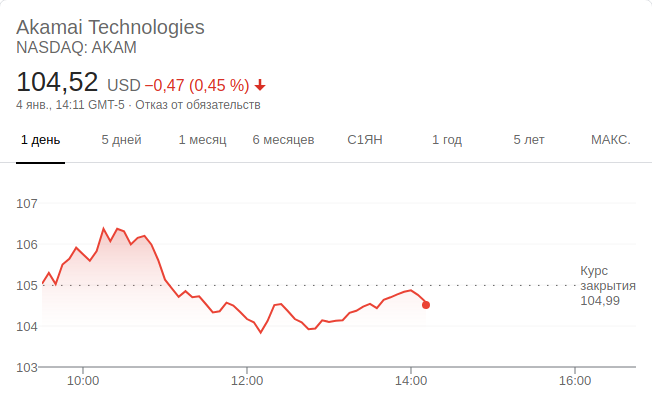 Akamai Technologies
NASDAQ: AKAM
104,52 USD −0,47 (0,45 %)
4 янв., 14:11 GMT-5 · Отказ от обязательств
1 день 5 дней 1 месяц 6 месяцев С1ЯН 1 год 5 лет МАКС.
107
106
105
104
103
Курс
закрытия
104,99
10:00 12:00 14:00 16:00